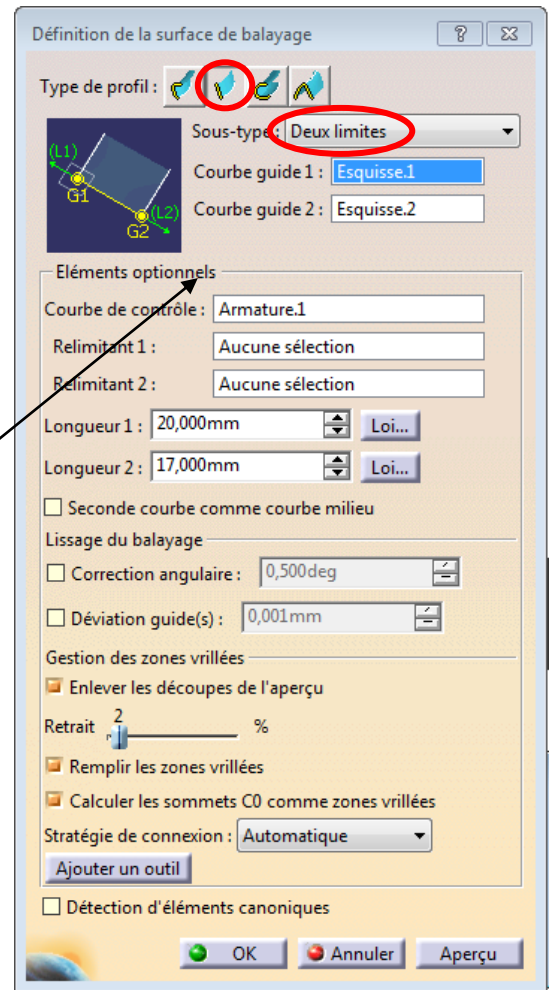 Définition de la surface de balayage
Type de profil :
Sous-type : Deux limites
Courbe guide 1 : Esquisse.1
Courbe guide 2 : Esquisse.2
(L1)
G1
(L2)
G2
Eléments optionnels
Courbe de contrôle : Armature.1
Relimitant 1 : Aucune sélection
Relimitant 2 : Aucune sélection
Longueur 1 : 20,000mm Loi...
Longueur 2 : 17,000mm Loi...
Seconde courbe comme courbe milieu
Lissage du balayage
Correction angulaire : 0,500deg
Déviation guide(s) : 0,001mm
Gestion des zones vrillées
Enlever les découpes de l'aperçu
Retrait 2 %
Remplir les zones vrillées
Calculer les sommets C0 comme zones vrillées
Stratégie de connexion : Automatique
Ajouter un outil
Détection d'éléments canoniques
OK Annuler Aperçu